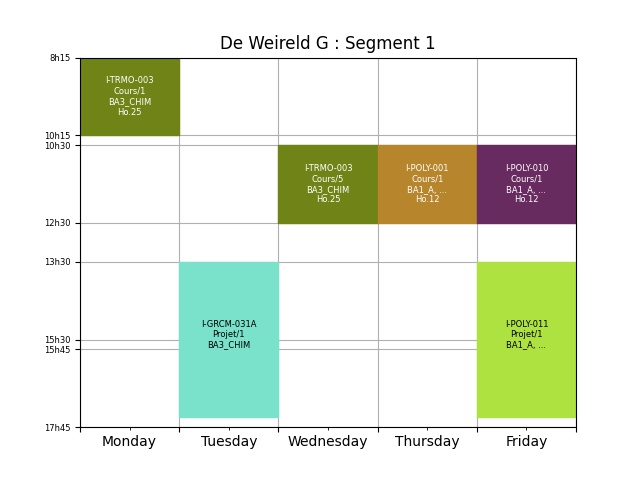 De Weireld G : Segment 1
8h15
10h15
10h30
12h30
13h30
15h30
15h45
17h45
I-TRMO-003
Cours/1
BA3_CHIM
Ho.25
I-GRCM-031A
Projet/1
BA3_CHIM
I-TRMO-003
Cours/5
BA3_CHIM
Ho.25
I-POLY-001
Cours/1
BA1_A, ...
Ho.12
I-POLY-010
Cours/1
BA1_A, ...
Ho.12
I-POLY-011
Projet/1
BA1_A, ...
Monday
Tuesday
Wednesday
Thursday
Friday